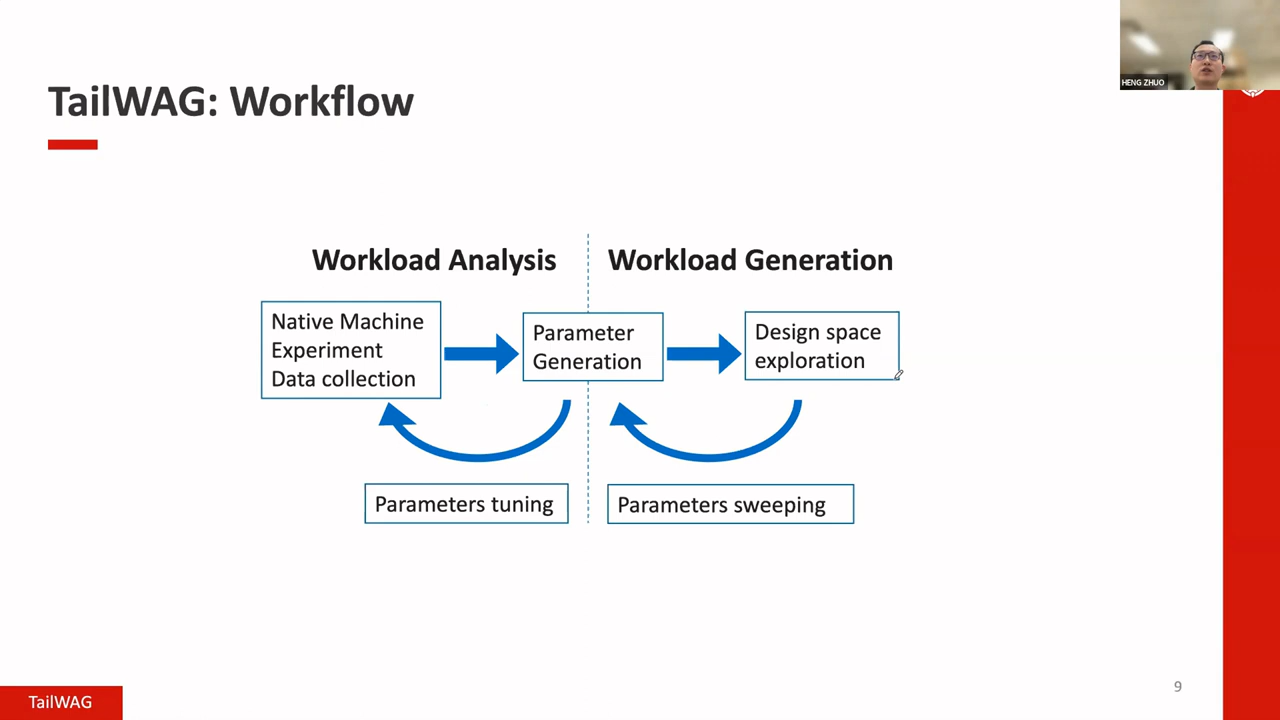 HENG ZHUO
TailWAG: Workflow
Workload Analysis
Workload Generation
Native Machine
Experiment
Data collection
Parameter
Generation
Design space
exploration
Parameters tuning
Parameters sweeping
TailWAG
9